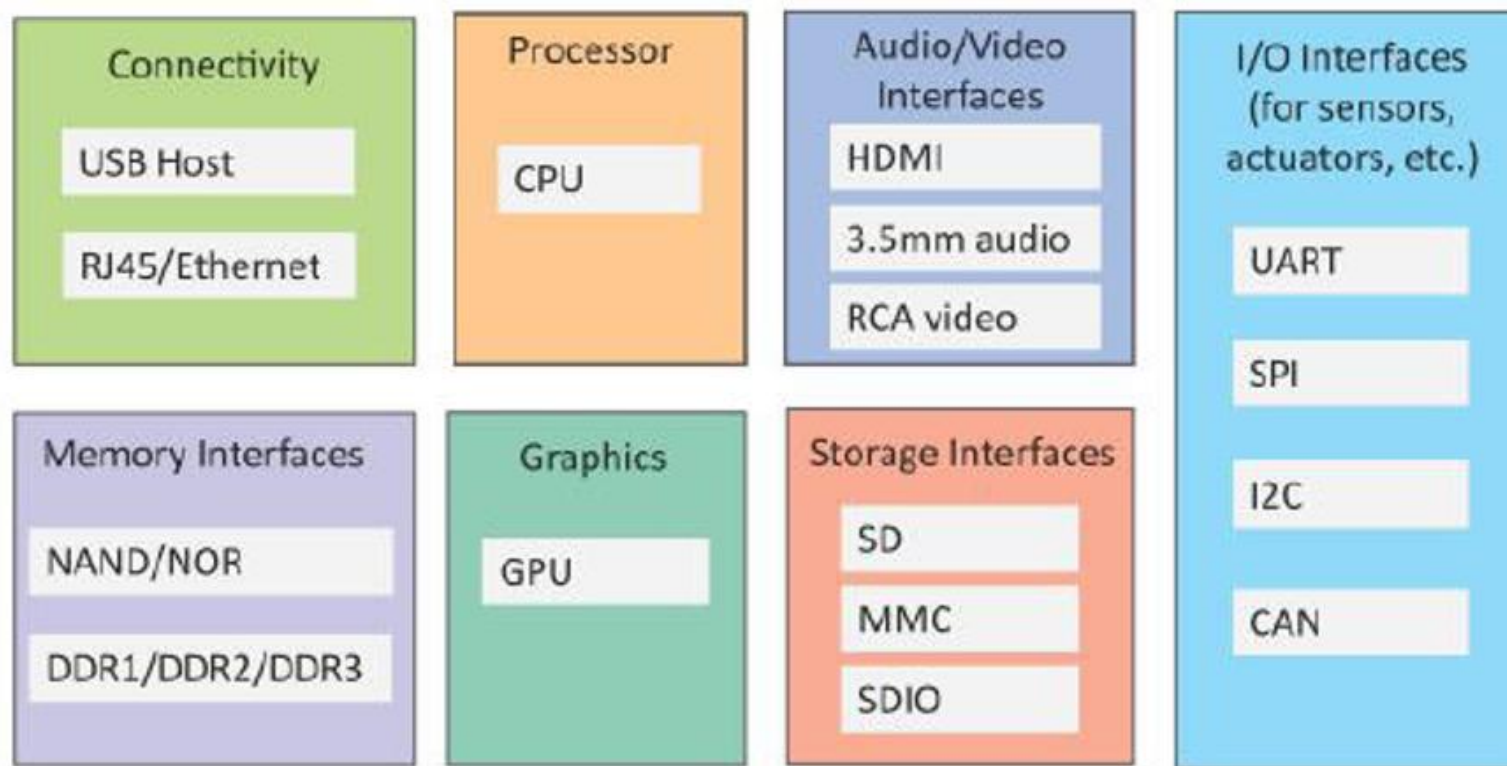 Connectivity
USB Host
RJ45/Ethernet
Processor
CPU
Audio/Video
Interfaces
HDMI
3.5mm audio
RCA video
I/O Interfaces
(for sensors,
actuators, etc.)
UART
SPI
I2C
CAN
Memory Interfaces
NAND/NOR
DDR1/DDR2/DDR3
Graphics
GPU
Storage Interfaces
SD
MMC
SDIO